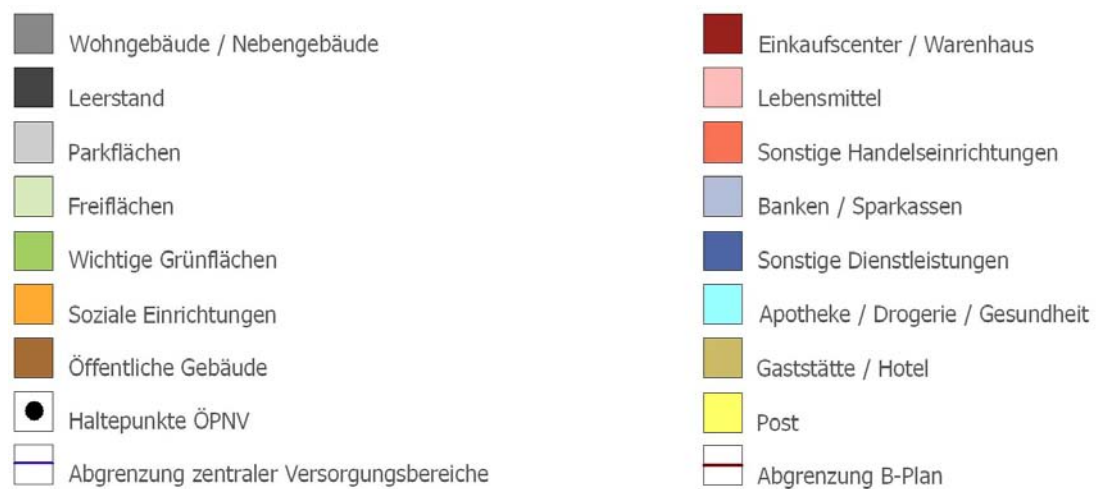 Wohngebäude / Nebengebäude
Leerstand
Parkflächen
Freiflächen
Wichtige Grünflächen
Soziale Einrichtungen
Öffentliche Gebäude
Haltepunkte ÖPNV
Abgrenzung zentraler Versorgungsbereiche
Einkaufscenter / Warenhaus
Lebensmittel
Sonstige Handelseinrichtungen
Banken / Sparkassen
Sonstige Dienstleistungen
Apotheke / Drogerie / Gesundheit
Gaststätte / Hotel
Post
Abgrenzung B-Plan